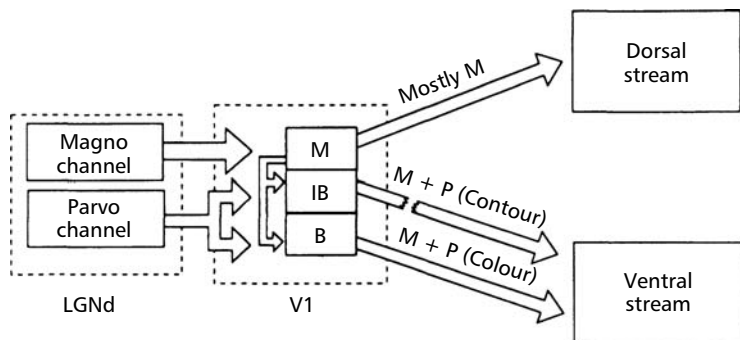 Dorsal
stream
Mostly M
Magno
channel
Parvo
channel
M
IB
B
M + P (Contour)
M + P (Colour)
Ventral
stream
LGNd
V1